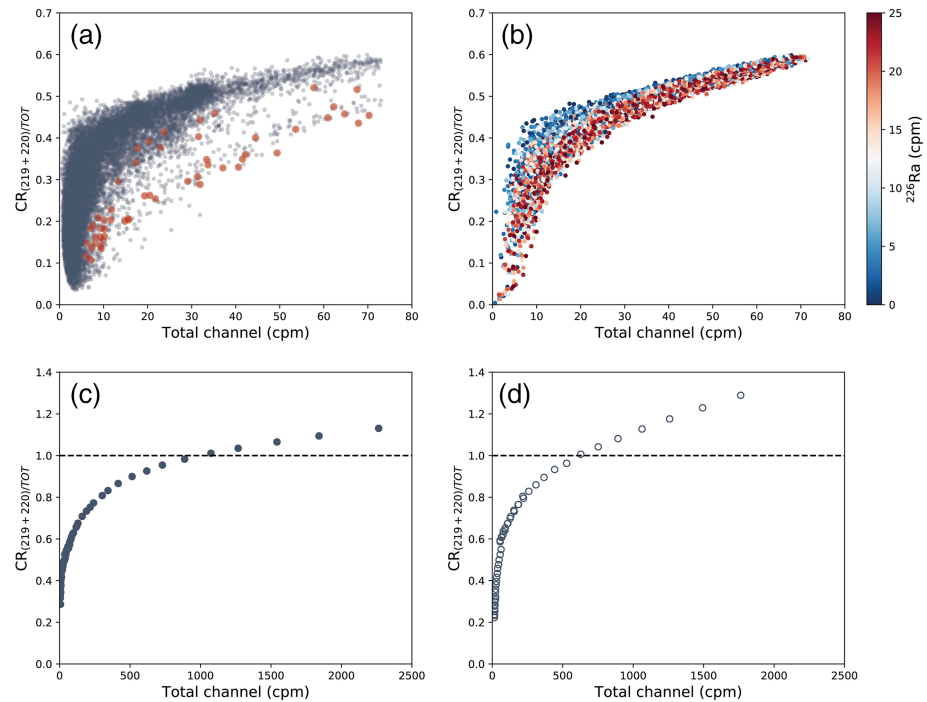 (a)
0.7
0.6
0.5
0.4
0.3
0.2
0.1
0.0
CR(219 + 220)/TOT
0 10 20 30 40 50 60 70 80
Total channel (cpm)
(b)
0.7
0.6
0.5
0.4
0.3
0.2
0.1
0.0
CR(219 + 220)/TOT
0 10 20 30 40 50 60 70 80
Total channel (cpm)
25
20
15
10
5
0
226Ra (cpm)
(c)
1.4
1.2
1.0
0.8
0.6
0.4
0.2
0.0
CR(219 + 220)/TOT
0 500 1000 1500 2000 2500
Total channel (cpm)
(d)
1.4
1.2
1.0
0.8
0.6
0.4
0.2
0.0
CR(219 + 220)/TOT
0 500 1000 1500 2000 2500
Total channel (cpm)